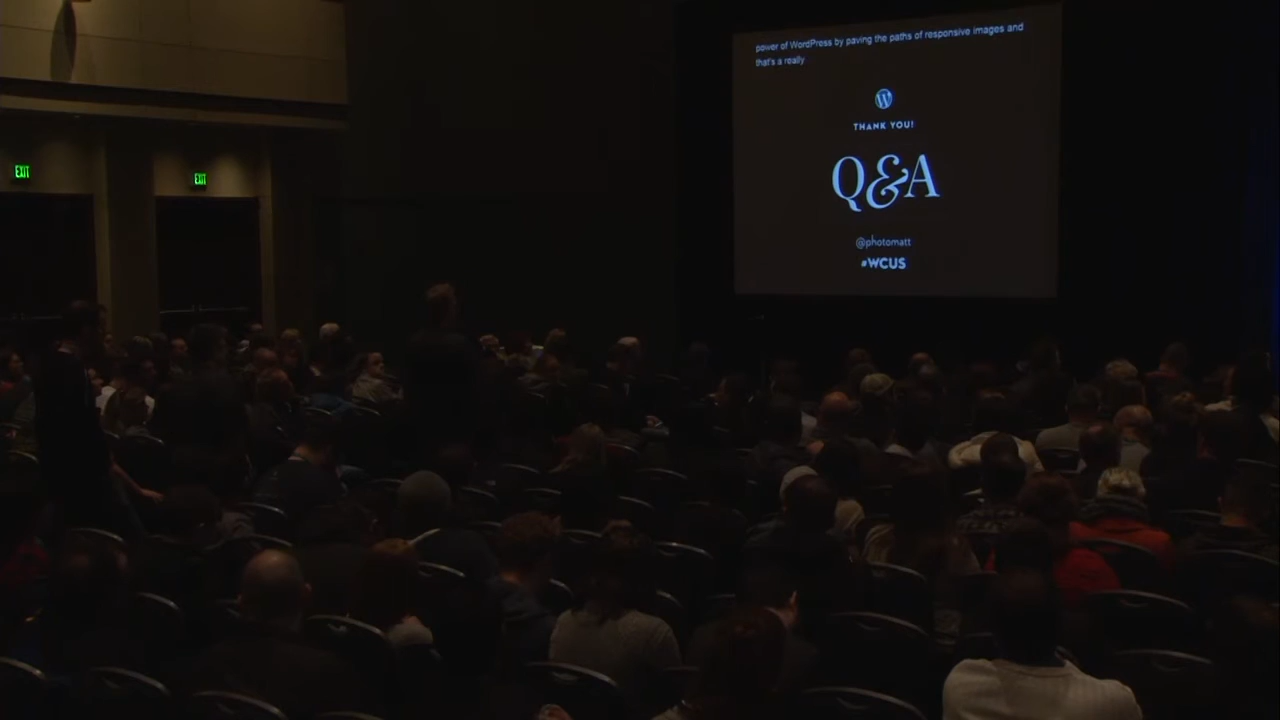 power of WordPress by paving the paths of responsive images and
that's a really
THANK YOU!
Q&A
@photomatt
#WCUS
EXIT
EXIT